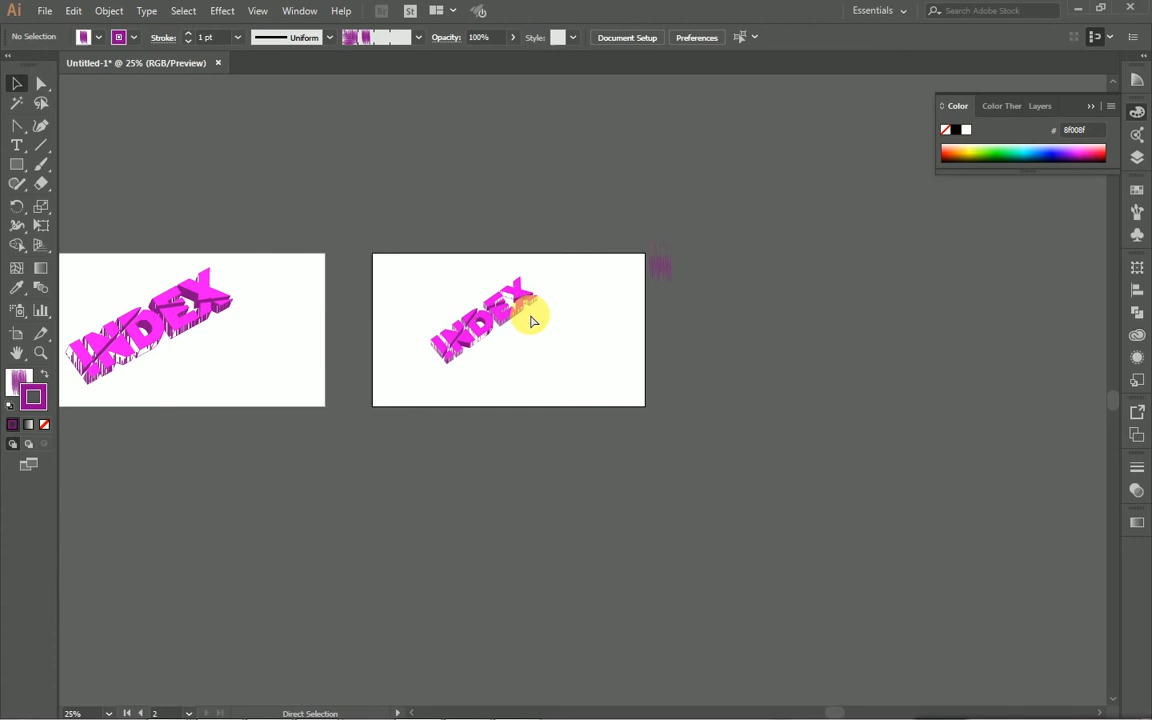 Ai File Edit Object Type Select Effect View Window Help Br St Essentials Search Adobe Stock
No Selection Stroke: 1 pt Uniform Opacity: 100% Style: Document Setup Preferences
Untitled-1* @ 25% (RGB/Preview) ×
Color Color Ther Layers
# 8f008f
INDEX
INDEX
25% 2 Direct Selection